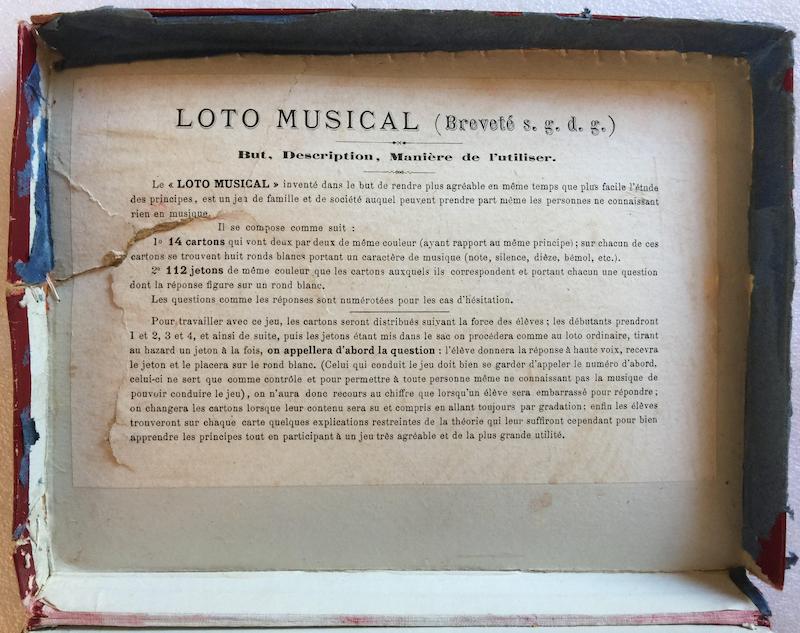 LOTO MUSICAL (Breveté s. g. d. g.)
But, Description, Manière de l'utiliser.
Le « LOTO MUSICAL » inventé dans le but de rendre plus agréable en même temps que plus facile l'étude
des principes, est un jeu de famille et de société auquel peuvent prendre part même les personnes ne connaissant
rien en musique.
Il se compose comme suit :
1º 14 cartons qui vont deux par deux de même couleur (ayant rapport au même principe) ; sur chacun de ces
cartons se trouvent huit ronds blancs portant un caractère de musique (note, silence, dièze, bémol, etc.).
2º 112 jetons de même couleur que les cartons auxquels ils correspondent et portant chacun une question
dont la réponse figure sur un rond blanc.
Les questions comme les réponses sont numérotées pour les cas d'hésitation.
Pour travailler avec ce jeu, les cartons seront distribués suivant la force des élèves ; les débutants prendront
1 et 2, 3 et 4, et ainsi de suite, puis les jetons étant mis dans le sac on procédera comme au loto ordinaire, tirant
au hazard un jeton à la fois, on appellera d'abord la question : l'élève donnera la réponse à haute voix, recevra
le jeton et le placera sur le rond blanc. (Celui qui conduit le jeu doit bien se garder d'appeler le numéro d'abord,
celui-ci ne sert que comme contrôle et pour permettre à toute personne même ne connaissant pas la musique de
pouvoir conduire le jeu), on n'aura donc recours au chiffre que lorsqu'un élève sera embarrassé pour répondre ;
on changera les cartons lorsque leur contenu sera su et compris en allant toujours par gradation ; enfin les élèves
trouveront sur chaque carte quelques explications restreintes de la théorie qui leur suffiront cependant pour bien
apprendre les principes tout en participant à un jeu très agréable et de la plus grande utilité.